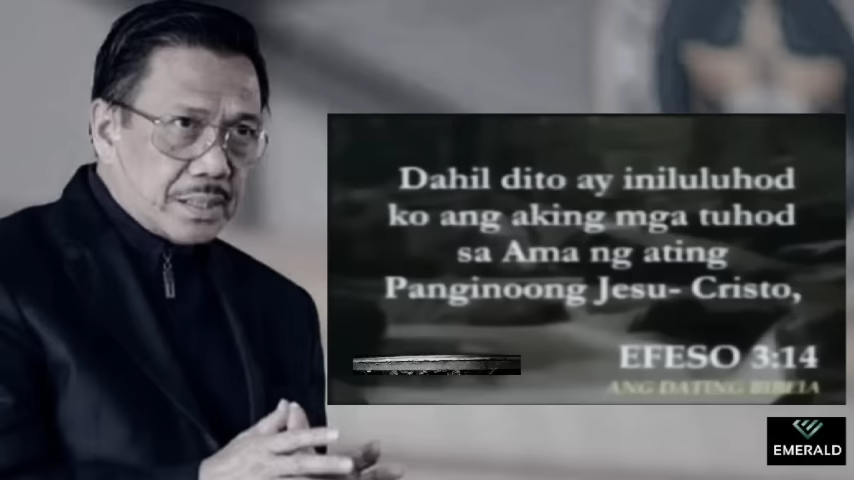 Dahil dito ay iniluluhod
ko ang aking mga tuhod
sa Ama ng ating
Panginoong Jesu- Cristo,
EFESO 3:14
ANG DATING BIBLIA
EMERALD